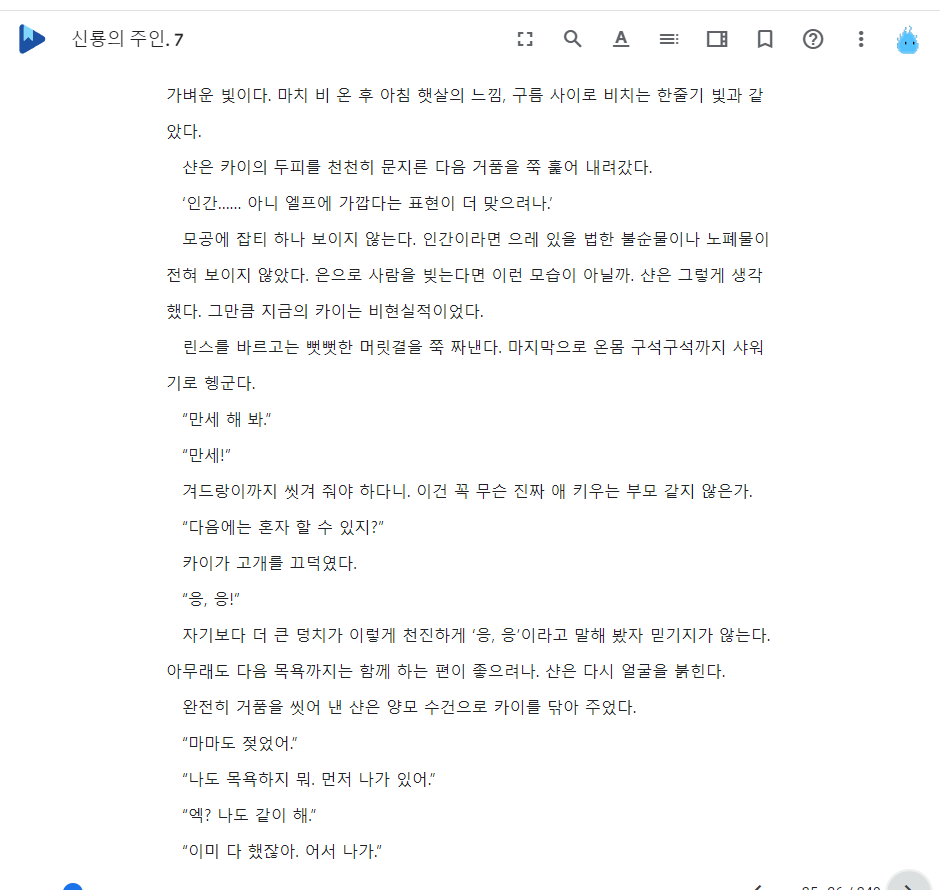 신룡의 주인. 7
가벼운 빛이다. 마치 비 온 후 아침 햇살의 느낌, 구름 사이로 비치는 한줄기 빛과 같
았다.
샨은 카이의 두피를 천천히 문지른 다음 거품을 쭉 훑어 내려갔다.
‘인간…… 아니 엘프에 가깝다는 표현이 더 맞으려나.’
모공에 잡티 하나 보이지 않는다. 인간이라면 으레 있을 법한 불순물이나 노폐물이
전혀 보이지 않았다. 은으로 사람을 빚는다면 이런 모습이 아닐까. 샨은 그렇게 생각
했다. 그만큼 지금의 카이는 비현실적이었다.
린스를 바르고는 뻣뻣한 머릿결을 쭉 짜낸다. 마지막으로 온몸 구석구석까지 샤워
기로 헹군다.
“만세 해 봐.”
“만세!”
겨드랑이까지 씻겨 줘야 하다니. 이건 꼭 무슨 진짜 애 키우는 부모 같지 않은가.
“다음에는 혼자 할 수 있지?”
카이가 고개를 끄덕였다.
“응, 응!”
자기보다 더 큰 덩치가 이렇게 천진하게 ‘응, 응’이라고 말해 봤자 믿기지가 않는다.
아무래도 다음 목욕까지는 함께 하는 편이 좋으려나. 샨은 다시 얼굴을 붉힌다.
완전히 거품을 씻어 낸 샨은 양모 수건으로 카이를 닦아 주었다.
“마마도 젖었어.”
“나도 목욕하지 뭐. 먼저 나가 있어.”
“엑? 나도 같이 해.”
“이미 다 했잖아. 어서 나가.”